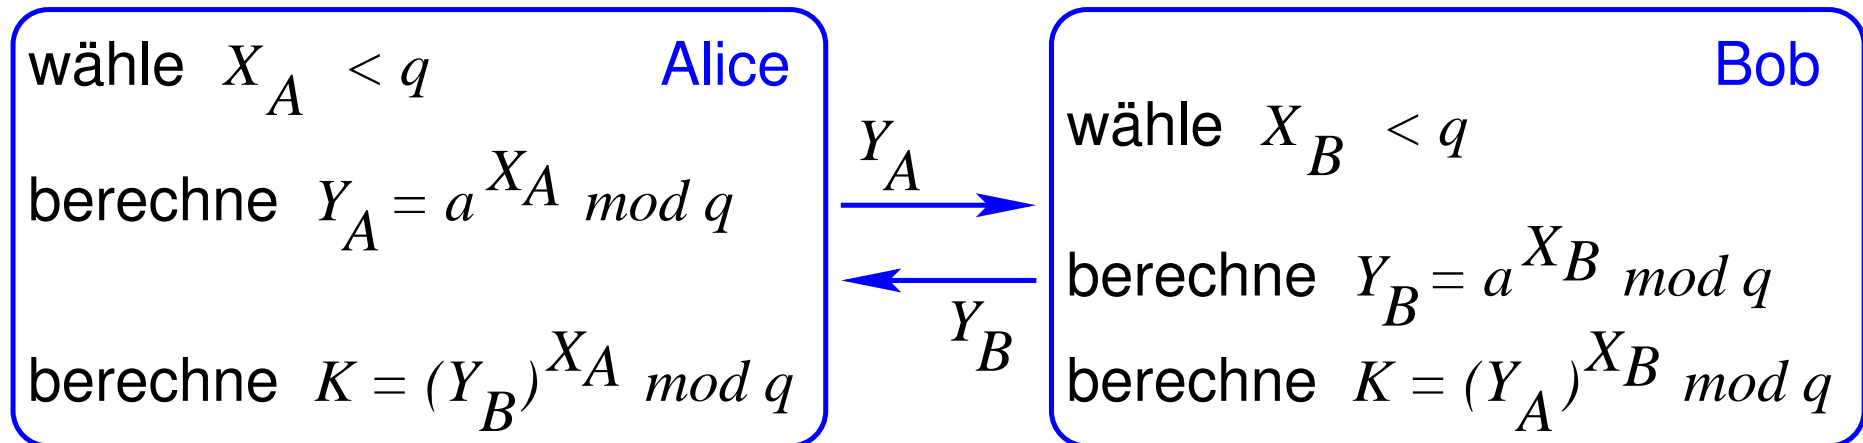 wähle X_A < q Alice
berechne Y_A = a^{X_A} mod q
berechne K = (Y_B)^{X_A} mod q
Y_A
Y_B
Bob
wähle X_B < q
berechne Y_B = a^{X_B} mod q
berechne K = (Y_A)^{X_B} mod q